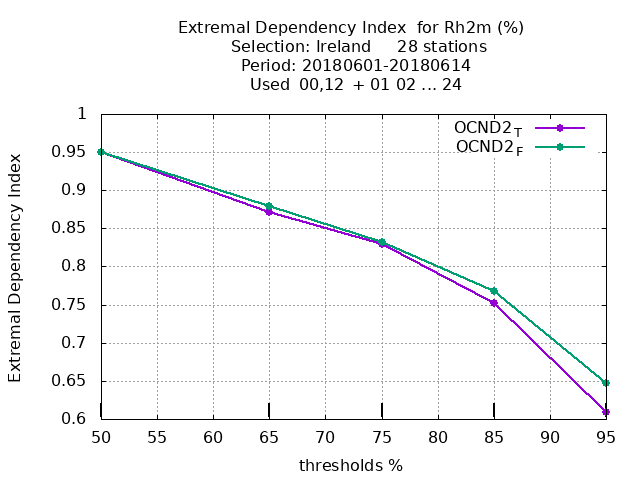 Extremal Dependency Index  for Rh2m (%)
Selection: Ireland     28 stations
Period: 20180601-20180614
Used  00,12  + 01 02 ... 24
Extremal Dependency Index
1
0.95
0.9
0.85
0.8
0.75
0.7
0.65
0.6
OCND2T
OCND2F
50 55 60 65 70 75 80 85 90 95
thresholds %